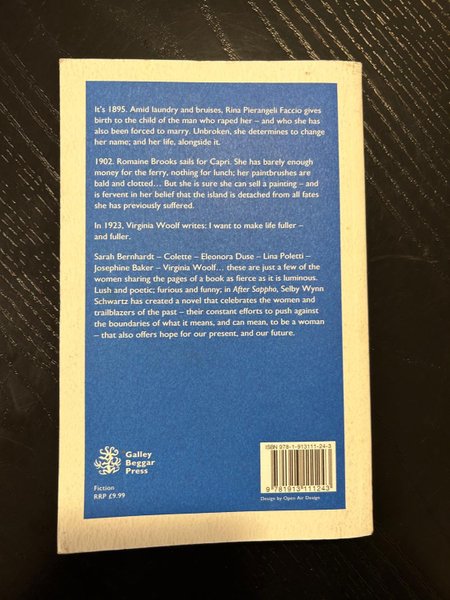 It's 1895. Amid laundry and bruises, Rina Pierangeli Faccio gives
birth to the child of the man who raped her – and who she has
also been forced to marry. Unbroken, she determines to change
her name; and her life, alongside it.
1902. Romaine Brooks sails for Capri. She has barely enough
money for the ferry, nothing for lunch; her paintbrushes are
bald and clotted... But she is sure she can sell a painting – and
is fervent in her belief that the island is detached from all fates
she has previously suffered.
In 1923, Virginia Woolf writes: I want to make life fuller –
and fuller.
Sarah Bernhardt – Colette – Eleonora Duse – Lina Poletti –
Josephine Baker – Virginia Woolf... these are just a few of the
women sharing the pages of a book as fierce as it is luminous.
Lush and poetic; furious and funny; in After Sappho, Selby Wynn
Schwartz has created a novel that celebrates the women and
trailblazers of the past – their constant efforts to push against
the boundaries of what it means, and can mean, to be a woman
– that also offers hope for our present, and our future.
Galley
Beggar
Press
Fiction
RRP £9.99
ISBN 978-1-913111-24-3
9 781913 111243
Design by Open Air Design